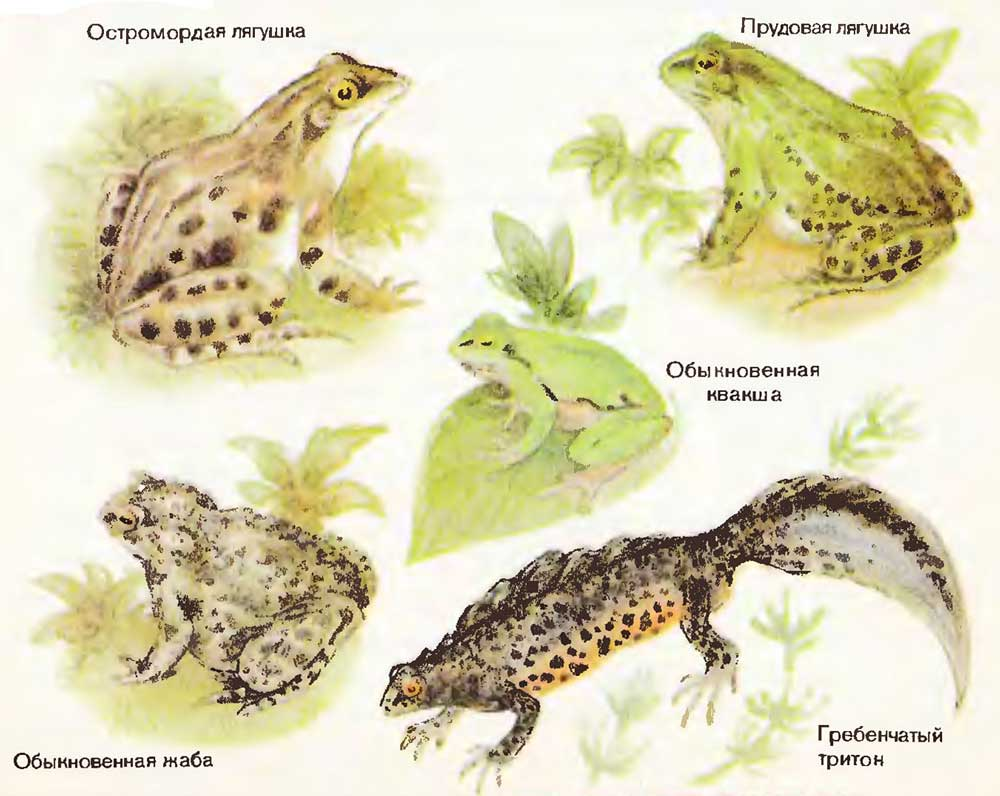 Остромордая лягушка
Прудовая лягушка
Обыкновенная
квакша
Обыкновенная жаба
Гребенчатый
тритон